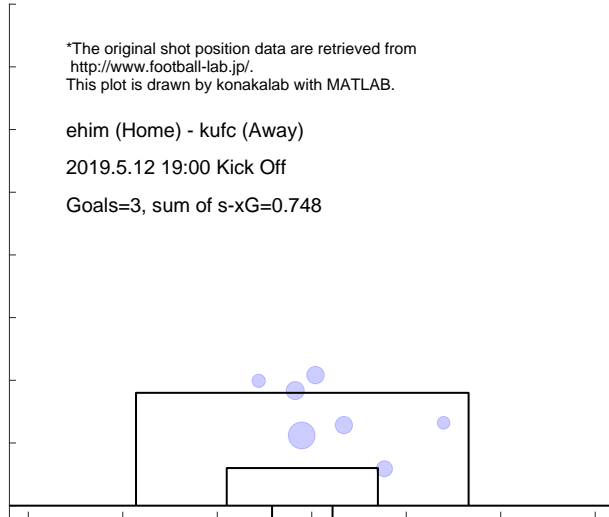 *The original shot position data are retrieved from
http://www.football-lab.jp/.
This plot is drawn by konakalab with MATLAB.
ehim (Home) - kufc (Away)
2019.5.12 19:00 Kick Off
Goals=3, sum of s-xG=0.748